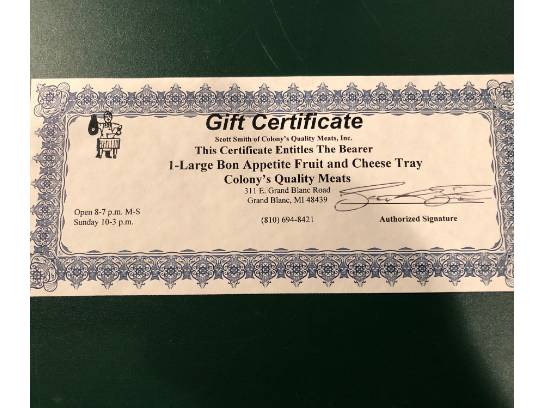 Gift Certificate
Scott Smith of Colony's Quality Meats, Inc.
This Certificate Entitles The Bearer
1-Large Bon Appetite Fruit and Cheese Tray
Colony's Quality Meats
311 E. Grand Blanc Road
Grand Blanc, MI 48439
Open 8-7 p.m. M-S
Sunday 10-3 p.m.
(810) 694-8421
Authorized Signature